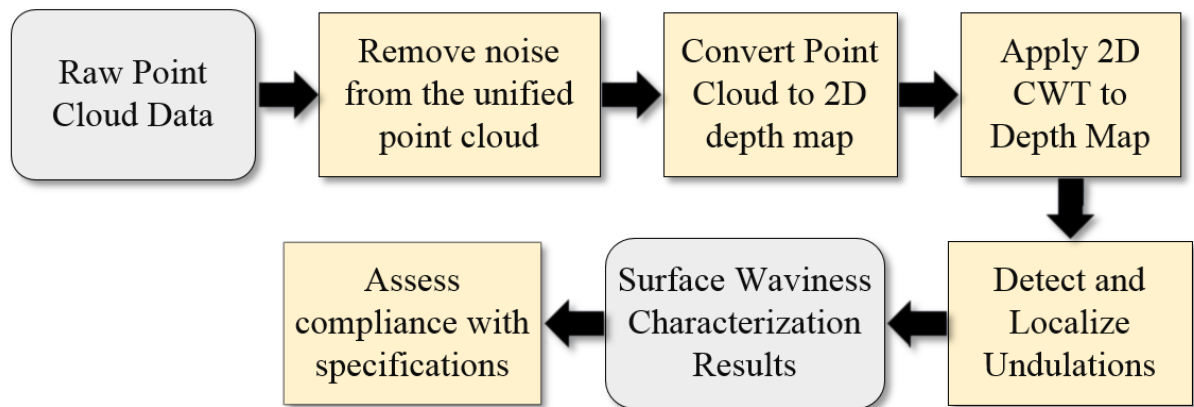 Raw Point
Cloud Data
Remove noise
from the unified
point cloud
Convert Point
Cloud to 2D
depth map
Apply 2D
CWT to
Depth Map
Detect and
Localize
Undulations
Surface Waviness
Characterization
Results
Assess
compliance with
specifications